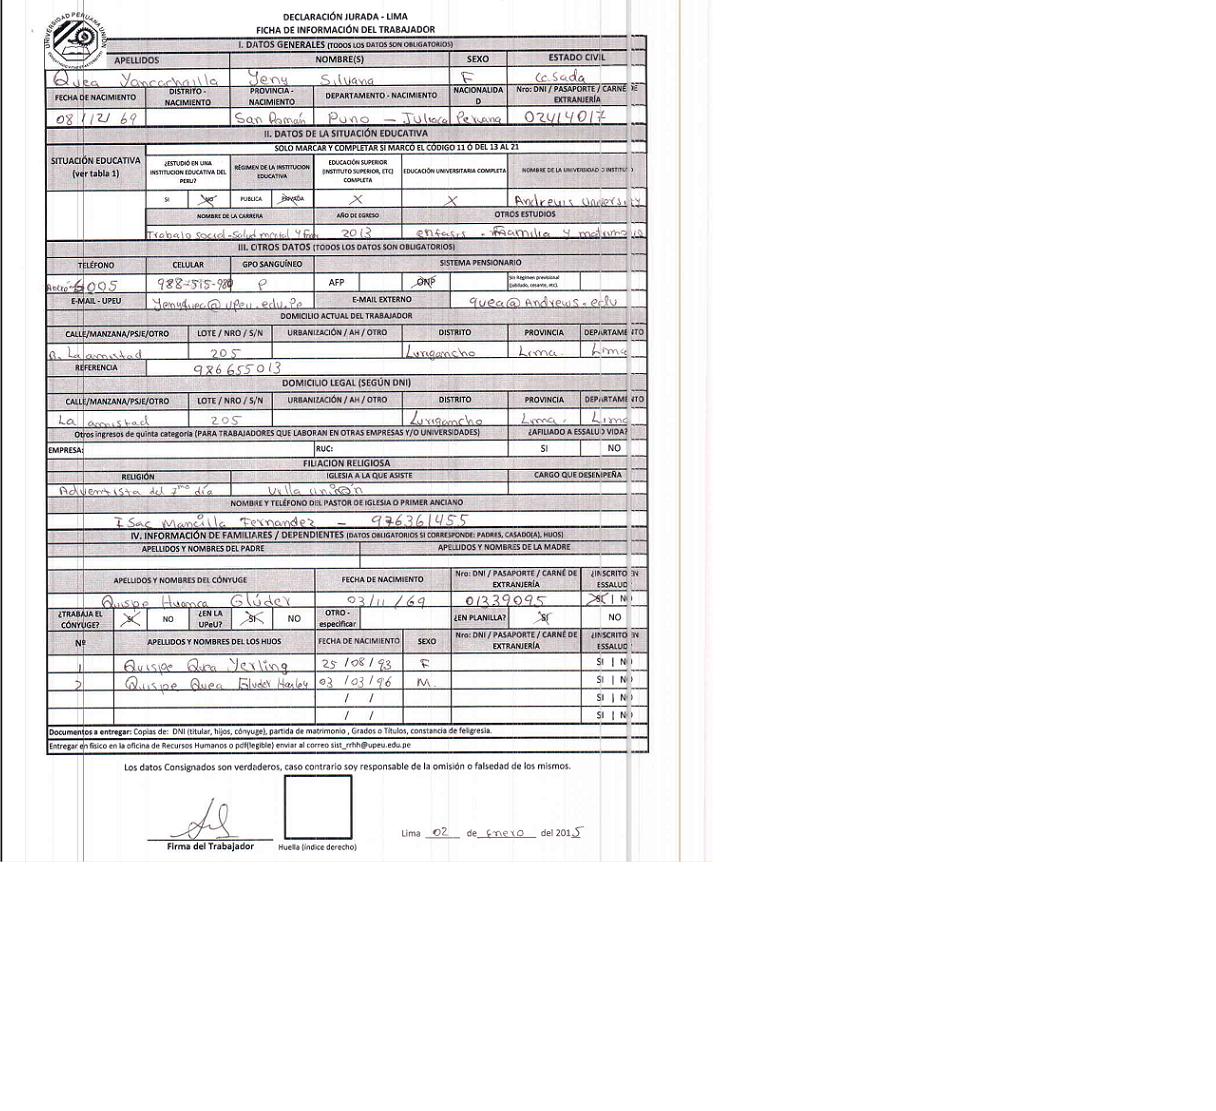 UNIVERSIDAD PERUANA UNIÓN
DECLARACIÓN JURADA - LIMA
FICHA DE INFORMACIÓN DEL TRABAJADOR
I. DATOS GENERALES (TODOS LOS DATOS SON OBLIGATORIOS)
APELLIDOS NOMBRE(S) SEXO ESTADO CIVIL
Quea Yancachajlla Yeny Silvana F Casada
FECHA DE NACIMIENTO DISTRITO - NACIMIENTO PROVINCIA - NACIMIENTO DEPARTAMENTO - NACIMIENTO NACIONALIDAD Nro: DNI / PASAPORTE / CARNÉ DE EXTRANJERÍA
08/12/69 San Román Puno - Juliaca Peruana 02414017
II. DATOS DE LA SITUACIÓN EDUCATIVA
SOLO MARCAR Y COMPLETAR SI MARCÓ EL CÓDIGO 11 Ó DEL 13 AL 21
SITUACIÓN EDUCATIVA (ver tabla 1) ¿ESTUDIÓ EN UNA INSTITUCION EDUCATIVA DEL PERU? RÉGIMEN DE LA INSTITUCION EDUCATIVA EDUCACIÓN SUPERIOR (INSTITUTO SUPERIOR, ETC) COMPLETA EDUCACIÓN UNIVERSITARIA COMPLETA NOMBRE DE LA UNIVERSIDAD O INSTITUTO
SI NO PUBLICA PRIVADA X X Andrews University
NOMBRE DE LA CARRERA AÑO DE EGRESO OTROS ESTUDIOS
Trabajo social - Salud mental y 2013 enfasis - Familia y
III. OTROS DATOS (TODOS LOS DATOS SON OBLIGATORIOS)
TELÉFONO CELULAR GPO SANGUÍNEO SISTEMA PENSIONARIO
6005 988-515- P AFP ONP Sin Régimen previsional (jubilado, cesante, etc).
E-MAIL - UPEU yenyquea@upeu.edu.pe E-MAIL EXTERNO quea@Andrews.edu
DOMICILIO ACTUAL DEL TRABAJADOR
CALLE/MANZANA/PSJE/OTRO LOTE / NRO / S/N URBANIZACIÓN / AH / OTRO DISTRITO PROVINCIA DEPARTAMENTO
La amistad 205 Lurigancho Lima. Lima
REFERENCIA 986655013
DOMICILIO LEGAL (SEGÚN DNI)
CALLE/MANZANA/PSJE/OTRO LOTE / NRO / S/N URBANIZACIÓN / AH / OTRO DISTRITO PROVINCIA DEPARTAMENTO
La amistad 205 Lurigancho Lima. Lima
Otros ingresos de quinta categoría (PARA TRABAJADORES QUE LABORAN EN OTRAS EMPRESAS Y/O UNIVERSIDADES) ¿AFILIADO A ESSALUD VIDA?
EMPRESA: RUC: SI NO
FILIACION RELIGIOSA
RELIGIÓN IGLESIA A LA QUE ASISTE CARGO QUE DESEMPEÑA
Adventista del 7mo día Villa unión
NOMBRE Y TELÉFONO DEL PASTOR DE IGLESIA O PRIMER ANCIANO
Isac Mancilla Fernandez - 976361455
IV. INFORMACIÓN DE FAMILIARES / DEPENDIENTES (DATOS OBLIGATORIOS SI CORRESPONDE: PADRES, CASADO(A), HIJOS)
APELLIDOS Y NOMBRES DEL PADRE APELLIDOS Y NOMBRES DE LA MADRE
APELLIDOS Y NOMBRES DEL CÓNYUGE FECHA DE NACIMIENTO Nro: DNI / PASAPORTE / CARNÉ DE EXTRANJERÍA ¿INSCRITO EN ESSALUD
Quispe Huanca Glúder 03/11/69 01339095 SI | NO
¿TRABAJA EL CÓNYUGE? SI NO ¿EN LA UPeU? SI NO OTRO - especificar ¿EN PLANILLA? SI NO
Nº APELLIDOS Y NOMBRES DEL LOS HIJOS FECHA DE NACIMIENTO SEXO Nro: DNI / PASAPORTE / CARNÉ DE EXTRANJERÍA ¿INSCRITO EN ESSALUD
1 Quispe Quea Yerling 25/08/93 F SI | NO
2 Quispe Quea Gluder Harley 03/03/96 M. SI | NO
/ / SI | NO
/ / SI | NO
Documentos a entregar: Copias de: DNI (titular, hijos, cónyuge), partida de matrimonio , Grados o Títulos, constancia de feligresia.
Entregar en físico en la oficina de Recursos Humanos o pdf(legible) enviar al correo sist_rrhh@upeu.edu.pe
Los datos Consignados son verdaderos, caso contrario soy responsable de la omisión o falsedad de los mismos.
Lima 02 de enero del 2015
Firma del Trabajador Huella (índice derecho)